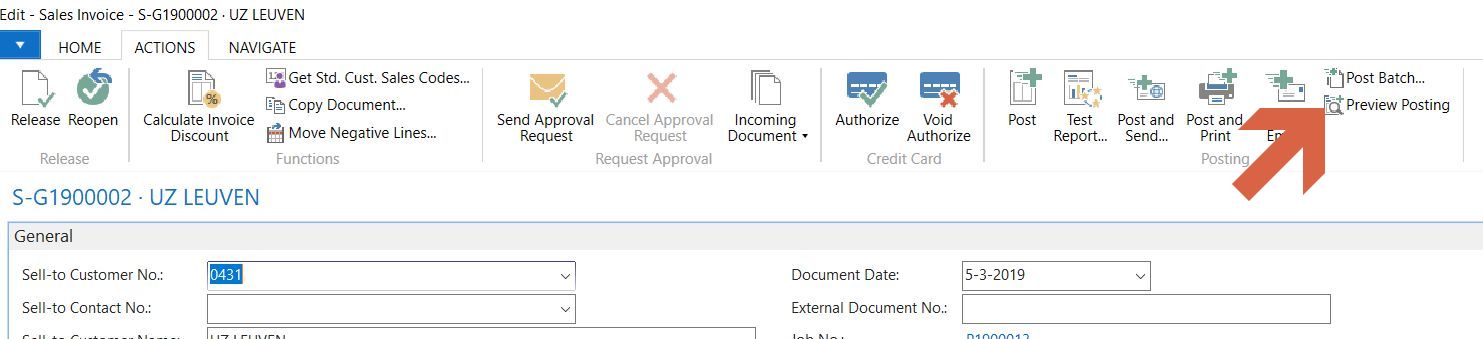 Edit - Sales Invoice - S-G1900002 · UZ LEUVEN
HOME ACTIONS NAVIGATE
Release
Reopen
Release
Calculate Invoice
Discount
Get Std. Cust. Sales Codes...
Copy Document...
Move Negative Lines...
Functions
Send Approval
Request
Cancel Approval
Request
Incoming
Document
Request Approval
Authorize
Void
Authorize
Credit Card
Post
Test
Report...
Post and
Send...
Post and
Print
Post Batch...
Preview Posting
Posting
S-G1900002 · UZ LEUVEN
General
Sell-to Customer No.: 0431
Document Date: 5-3-2019
Sell-to Contact No.:
External Document No.:
Sell-to Customer Name: UZ LEUVEN
Job No.: P1900013